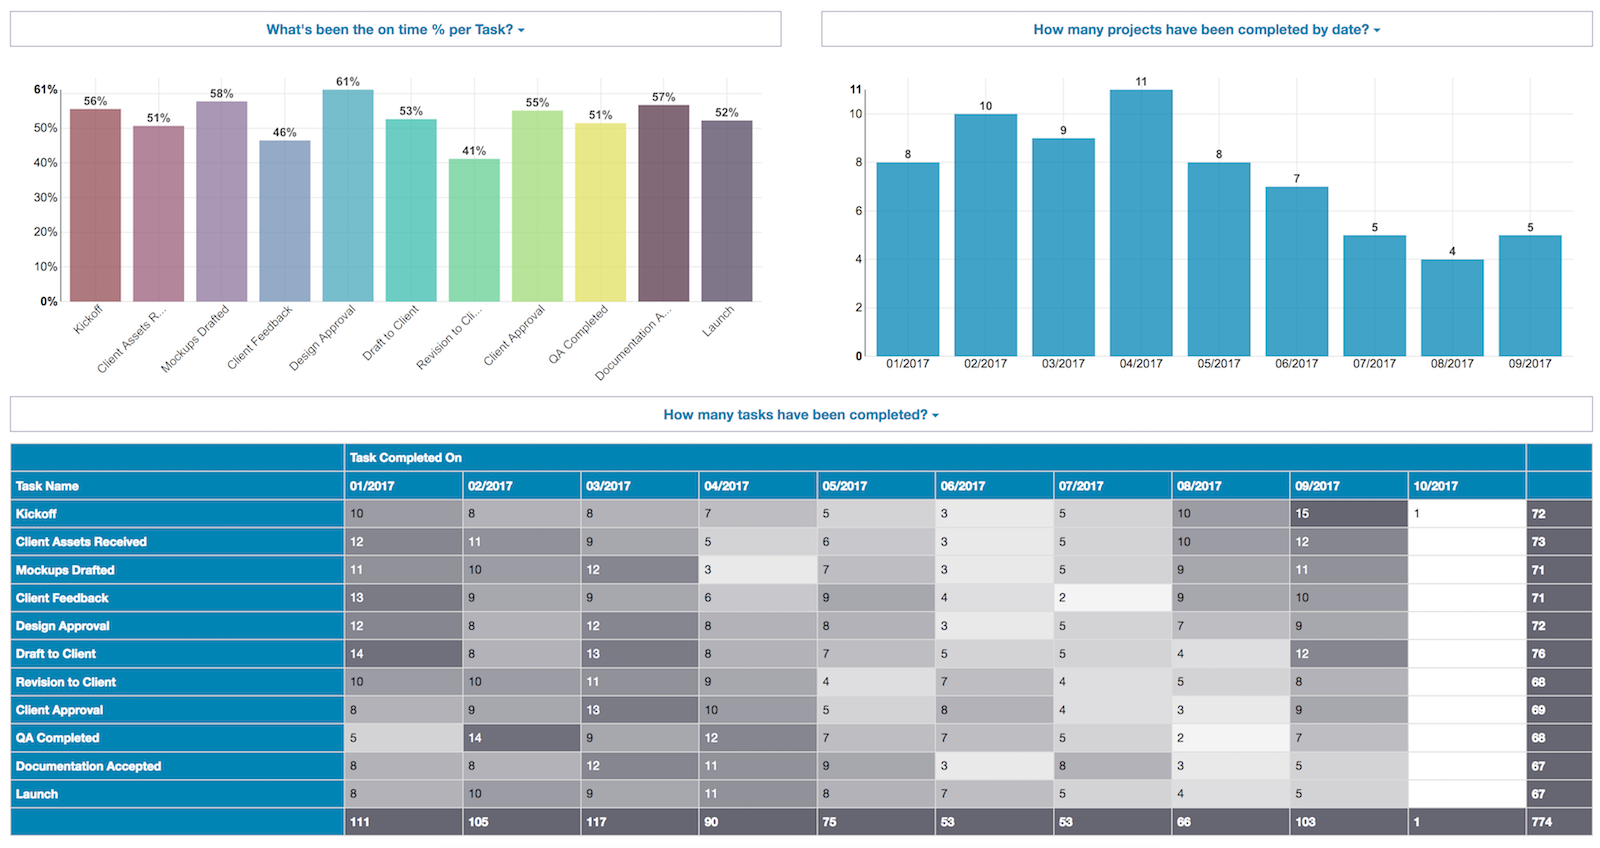 What's been the on time % per Task?
How many projects have been completed by date?
61%
50%
40%
30%
20%
10%
0%
56%
51%
58%
46%
61%
53%
41%
55%
51%
57%
52%
Kickoff
Client Assets R...
Mockups Drafted
Client Feedback
Design Approval
Draft to Client
Revision to Cli...
Client Approval
QA Completed
Documentation A...
Launch
11
10
8
6
4
2
0
8
10
9
11
8
7
5
4
5
01/2017 02/2017 03/2017 04/2017 05/2017 06/2017 07/2017 08/2017 09/2017
How many tasks have been completed?
Task Completed On
Task Name 01/2017 02/2017 03/2017 04/2017 05/2017 06/2017 07/2017 08/2017 09/2017 10/2017
Kickoff 10 8 8 7 5 3 5 10 15 1 72
Client Assets Received 12 11 9 5 6 3 5 10 12 73
Mockups Drafted 11 10 12 3 7 3 5 9 11 71
Client Feedback 13 9 9 6 9 4 2 9 10 71
Design Approval 12 8 12 8 8 3 5 7 9 72
Draft to Client 14 8 13 8 7 5 5 4 12 76
Revision to Client 10 10 11 9 4 7 4 5 8 68
Client Approval 8 9 13 10 5 8 4 3 9 69
QA Completed 5 14 9 12 7 7 5 2 7 68
Documentation Accepted 8 8 12 11 9 3 8 3 5 67
Launch 8 10 9 11 8 7 5 4 5 67
111 105 117 90 75 53 53 66 103 1 774